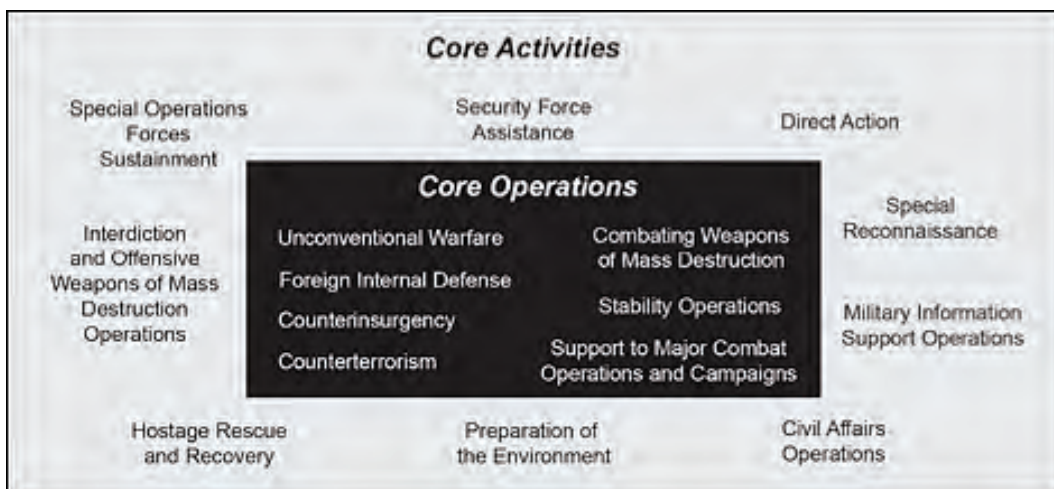 Core Activities
Special Operations
Forces
Sustainment
Security Force
Assistance
Direct Action
Core Operations
Interdiction
and Offensive
Weapons of Mass
Destruction
Operations
Unconventional Warfare
Foreign Internal Defense
Counterinsurgency
Counterterrorism
Combating Weapons
of Mass Destruction
Stability Operations
Support to Major Combat
Operations and Campaigns
Special
Reconnaissance
Military Information
Support Operations
Hostage Rescue
and Recovery
Preparation of
the Environment
Civil Affairs
Operations